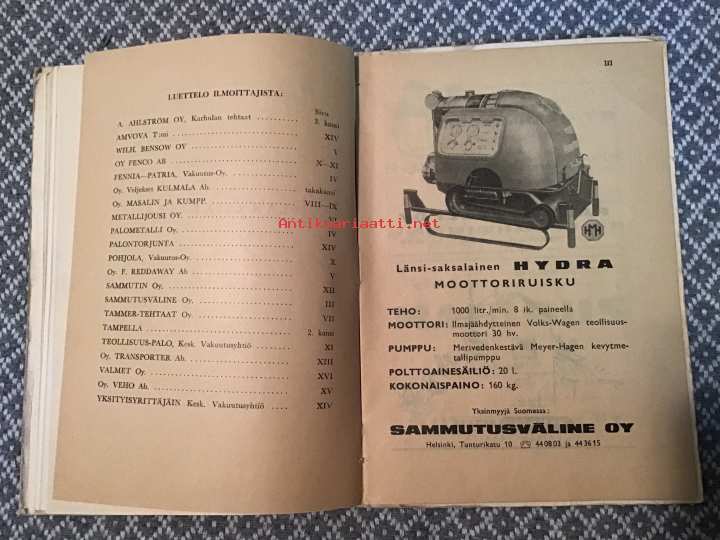 LUETTELO ILMOITTAJISTA:
Sivu
A. AHLSTRÖM OY, Karhulan tehtaat .......... 3. kansi
AMVOVA T:mi .......... XIV
WILH. BENSOW OY .......... V
OY FENCO AB .......... X—XI
FENNIA—PATRIA, Vakuutus-Oy. .......... IV
Oy. Veljekset KULMALA Ab. .......... takakansi
Oy. MASALIN JA KUMPP. .......... VIII—IX
METALLIJOUSI OY. .......... VI
PALOMETALLI Oy. .......... IV
PALONTORJUNTA .......... XIV
POHJOLA, Vakuutus-Oy. .......... X
Oy F. REDDAWAY Ab .......... V
SAMMUTIN Oy. .......... XII
SAMMUTUSVÄLINE Oy. .......... III
TAMMER-TEHTAAT Oy. .......... VII
TAMPELLA .......... 2. kansi
TEOLLISUUS-PALO, Kesk. Vakuutusyhtiö .......... XI
Oy. TRANSPORTER Ab. .......... XIII
VALMET Oy. .......... XVI
Oy. VEHO Ab. .......... XV
YKSITYISYRITTÄJÄIN Kesk. Vakuutusyhtiö .... XIV
Antikvariaatti.net
III
Länsi-saksalainen HYDRA
MOOTTORIRUISKU
TEHO: 1000 litr./min. 8 ik. paineella
MOOTTORI: Ilmajäähdytteinen Volks-Wagen teollisuus-
moottori 30 hv.
PUMPPU: Merivedenkestävä Meyer-Hagen kevytme-
tallipumppu
POLTTOAINESÄILIÖ: 20 l.
KOKONAISPAINO: 160 kg.
Yksinmyyjä Suomessa:
SAMMUTUSVÄLINE OY
Helsinki, Tunturikatu 10 44 08 03 ja 44 36 15